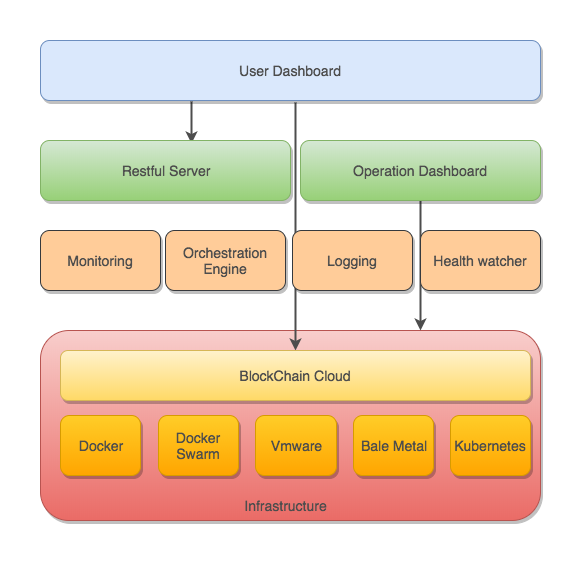 User Dashboard
Restful Server
Operation Dashboard
Monitoring
Orchestration
Engine
Logging
Health watcher
BlockChain Cloud
Docker
Docker
Swarm
Vmware
Bale Metal
Kubernetes
Infrastructure